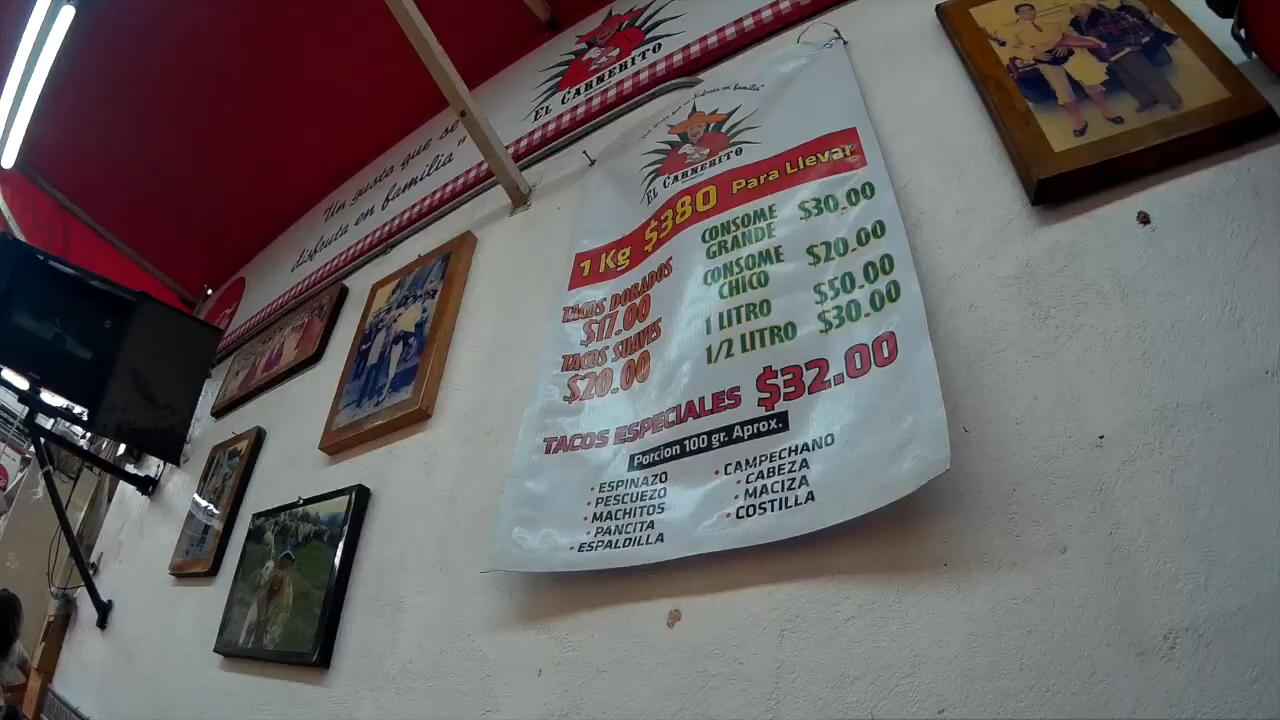 EL CARNERITO
"Un gusto que se
disfruta en familia"
disfruta en familia"
EL CARNERITO
1 Kg $380 Para Llevar
TACOS DORADOS
$17.00
TACOS SUAVES
$20.00
CONSOME
GRANDE
$30.00
CONSOME
CHICO
$20.00
1 LITRO
$50.00
1/2 LITRO
$30.00
TACOS ESPECIALES $32.00
Porcion 100 gr. Aprox.
• ESPINAZO
• PESCUEZO
• MACHITOS
• PANCITA
• ESPALDILLA
• CAMPECHANO
• CABEZA
• MACIZA
• COSTILLA